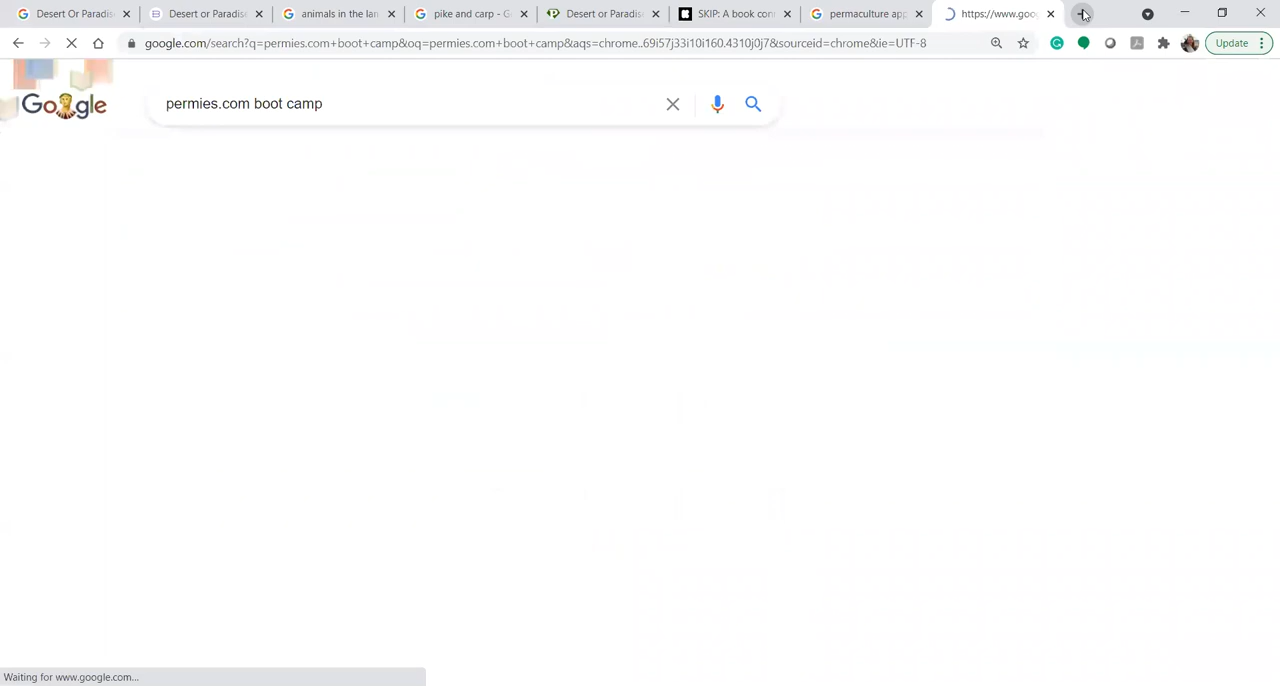 Desert Or Paradis
Desert or Paradis
animals in the lan
pike and carp - G
Desert or Paradis
SKIP: A book con
permaculture app
https://www.goo
google.com/search?q=permies.com+boot+camp&oq=permies.com+boot+camp&aqs=chrome..69i57j33i10i160.4310j0j7&sourceid=chrome&ie=UTF-8
Update
Google
permies.com boot camp
Waiting for www.google.com...